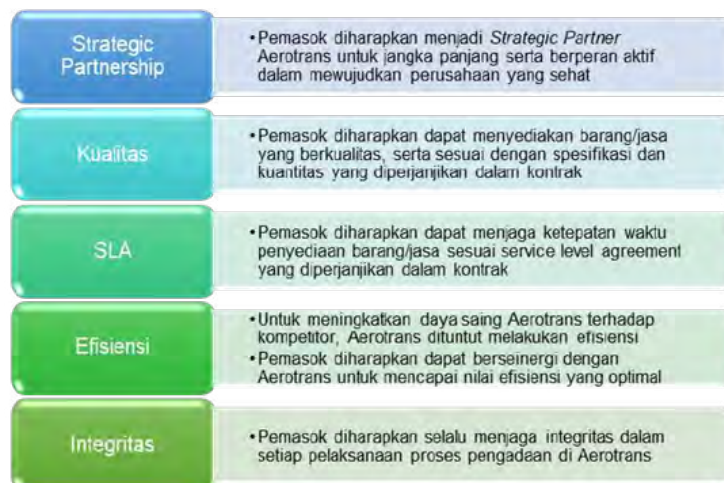 Strategic
Partnership
•Pemasok diharapkan menjadi Strategic Partner
Aerotrans untuk jangka panjang serta berperan aktif
dalam mewujudkan perusahaan yang sehat
Kualitas
•Pemasok diharapkan dapat menyediakan barang/jasa
yang berkualitas, serta sesuai dengan spesifikasi dan
kuantitas yang diperjanjikan dalam kontrak
SLA
•Pemasok diharapkan dapat menjaga ketepatan waktu
penyediaan barang/jasa sesuai service level agreement
yang diperjanjikan dalam kontrak
Efisiensi
•Untuk meningkatkan daya saing Aerotrans terhadap
kompetitor, Aerotrans dituntut melakukan efisiensi
•Pemasok diharapkan dapat berseinergi dengan
Aerotrans untuk mencapai nilai efisiensi yang optimal
Integritas
•Pemasok diharapkan selalu menjaga integritas dalam
setiap pelaksanaan proses pengadaan di Aerotrans